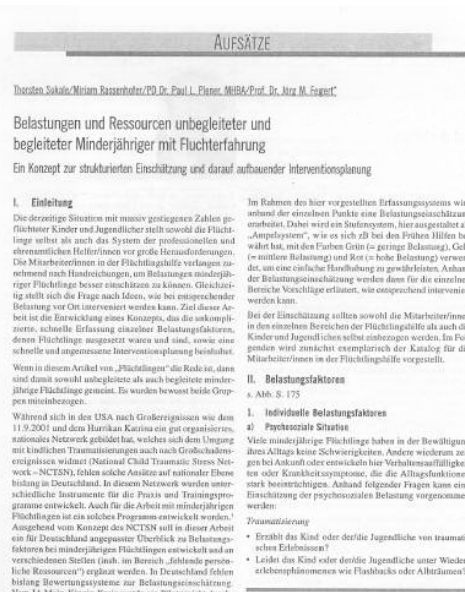 AUFSÄTZE
Thorsten Sukale/Miriam Rassenhofer/PD Dr. Paul L. Plener, MHBA/Prof. Dr. Jörg M. Fegert*
Belastungen und Ressourcen unbegleiteter und
begleiteter Minderjähriger mit Fluchterfahrung
Ein Konzept zur strukturierten Einschätzung und darauf aufbauender Interventionsplanung
I. Einleitung
Die derzeitige Situation mit massiv gestiegenen Zahlen ge-
flüchteter Kinder und Jugendlicher stellt sowohl die Flücht-
linge selbst als auch das System der professionellen und
ehrenamtlichen Helfer/innen vor große Herausforderungen.
Die Mitarbeiter/innen in der Flüchtlingshilfe verlangen zu-
nehmend nach Handreichungen, um Belastungen minderjäh-
riger Flüchtlinge besser einschätzen zu können. Gleichzei-
tig stellt sich die Frage nach Ideen, wie bei entsprechender
Belastung vor Ort interveniert werden kann. Ziel dieser Ar-
beit ist die Entwicklung eines Konzepts, das die unkompli-
zierte, schnelle Erfassung einzelner Belastungsfaktoren,
denen Flüchtlinge ausgesetzt waren und sind, sowie eine
schnelle und angemessene Interventionsplanung beinhaltet.
Wenn in diesem Artikel von „Flüchtlingen“ die Rede ist, dann
sind damit sowohl unbegleitete als auch begleitete minder-
jährige Flüchtlinge gemeint. Es wurden bewusst beide Grup-
pen miteinbezogen.
Während sich in den USA nach Großereignissen wie dem
11.9.2001 und dem Hurrikan Katrina ein gut organisiertes,
nationales Netzwerk gebildet hat, welches sich dem Umgang
mit kindlichen Traumatisierungen auch nach Großschadens-
ereignissen widmet (National Child Traumatic Stress Net-
work – NCTSN), fehlen solche Ansätze auf nationaler Ebene
bislang in Deutschland. In diesem Netzwerk wurden unter-
schiedliche Instrumente für die Praxis und Trainingspro-
gramme entwickelt. Auch für die Arbeit mit minderjährigen
Flüchtlingen ist ein solches Programm entwickelt worden.¹
Ausgehend vom Konzept des NCTSN soll in dieser Arbeit
ein für Deutschland angepasster Überblick zu Belastungs-
faktoren bei minderjährigen Flüchtlingen entwickelt und an
verschiedenen Stellen (insb. im Bereich „fehlende persön-
liche Ressourcen“) ergänzt werden. In Deutschland fehlen
bislang Bewertungssysteme zur Belastungseinschätzung.
Im Rahmen des hier vorgestellten Erfassungssystems wir
anhand der einzelnen Punkte eine Belastungseinschätzun
erarbeitet. Dabei wird ein Stufensystem, hier ausgestaltet al
„Ampelsystem“, wie es sich zB bei den Frühen Hilfen be
währt hat, mit den Farben Grün (= geringe Belastung), Gel
(= mittlere Belastung) und Rot (= hohe Belastung) verwen
det, um eine einfache Handhabung zu gewährleisten. Anhan
der Belastungseinschätzung werden dann für die einzelne
Bereiche Vorschläge erläutert, wie entsprechend intervenie
werden kann.
Bei der Einschätzung sollten sowohl die Mitarbeiter/inne
in den einzelnen Bereichen der Flüchtlingshilfe als auch di
Kinder und Jugendlichen selbst einbezogen werden. Im Fol
genden wird zunächst exemplarisch der Katalog für di
Mitarbeiter/innen in der Flüchtlingshilfe vorgestellt.
II. Belastungsfaktoren
s. Abb. S. 175
1. Individuelle Belastungsfaktoren
a) Psychosoziale Situation
Viele minderjährige Flüchtlinge haben in der Bewältigun
ihres Alltags keine Schwierigkeiten. Andere wiederum zei
gen bei Ankunft oder entwickeln hier Verhaltensauffälligkei
ten oder Krankheitssymptome, die die Alltagsfunktione
stark beeinträchtigen. Anhand folgender Fragen kann ein
Einschätzung der psychosozialen Belastung vorgenomme
werden:
Traumatisierung
• Erzählt das Kind oder der/die Jugendliche von traumati
schen Erlebnissen?
• Leidet das Kind oder der/die Jugendliche unter Wieder
erlebensphänomenen wie Flashbacks oder Albträumen?